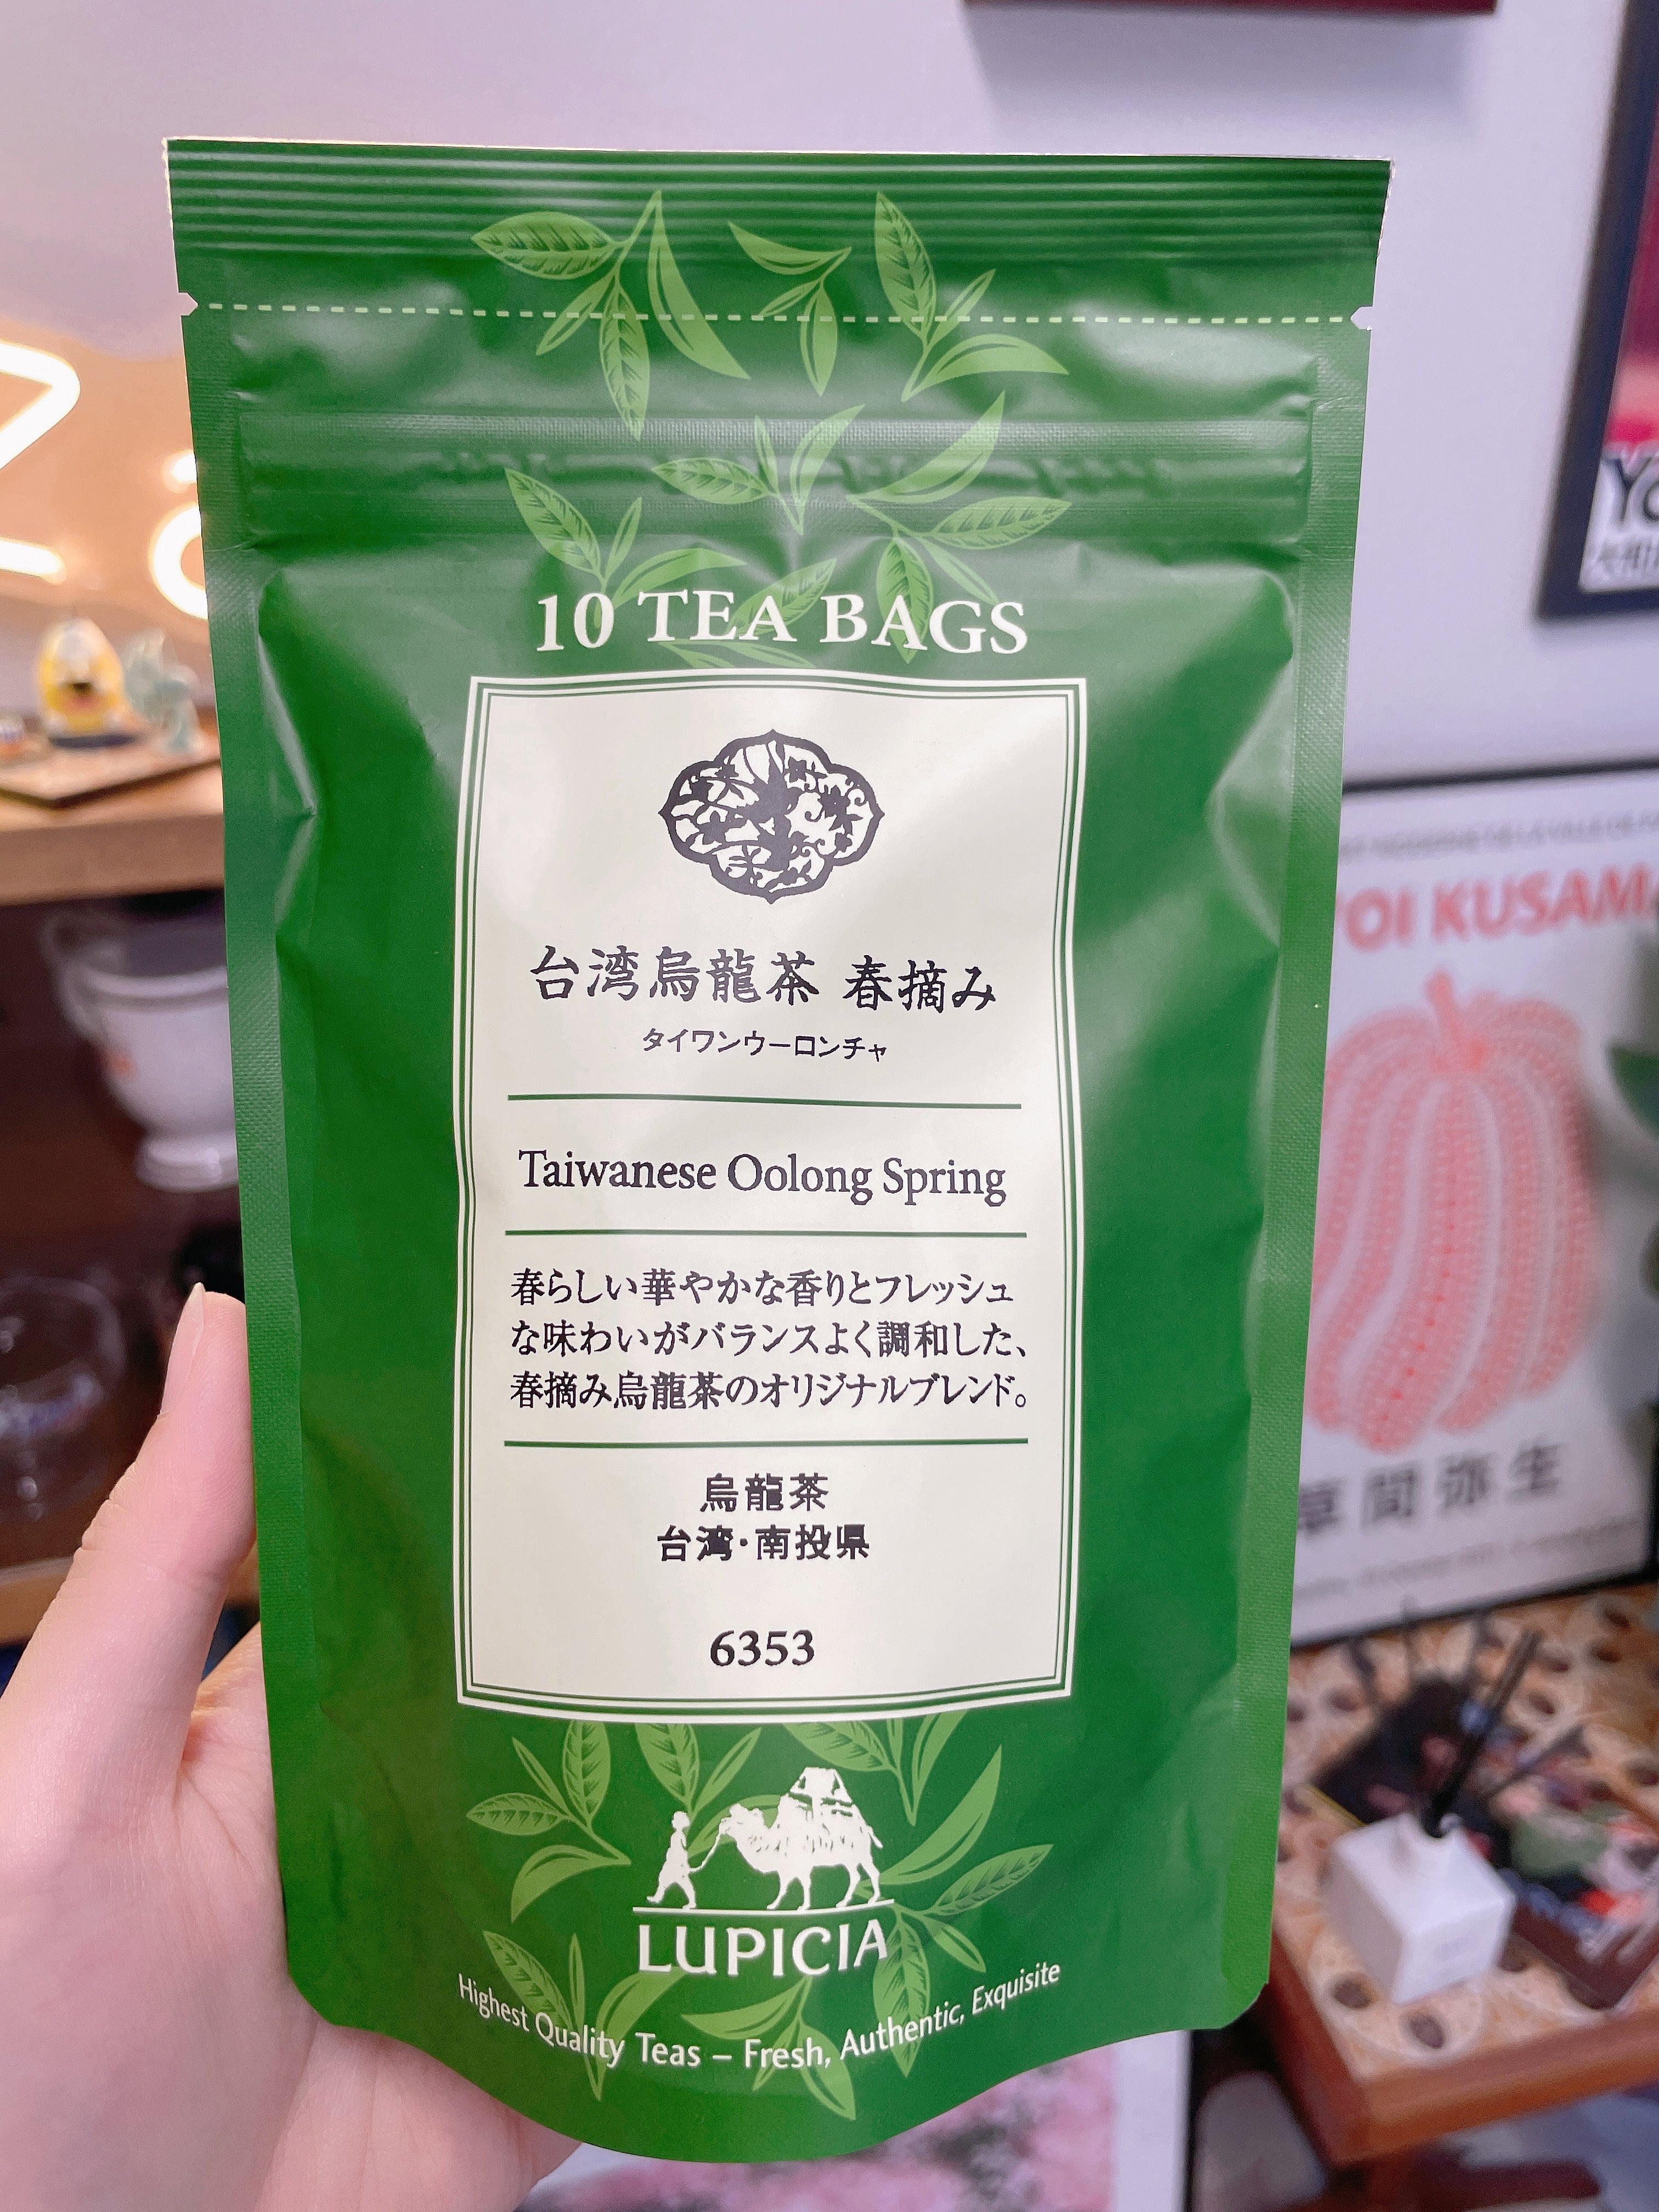 10 TEA BAGS
台湾烏龍茶 春摘み
タイワンウーロンチャ
Taiwanese Oolong Spring
春らしい華やかな香りとフレッシュ
な味わいがバランスよく調和した、
春摘み烏龍茶のオリジナルブレンド。
烏龍茶
台湾・南投県
6353
LUPICIA
Highest Quality Teas – Fresh, Authentic, Exquisite
KUSAMA
草間弥生